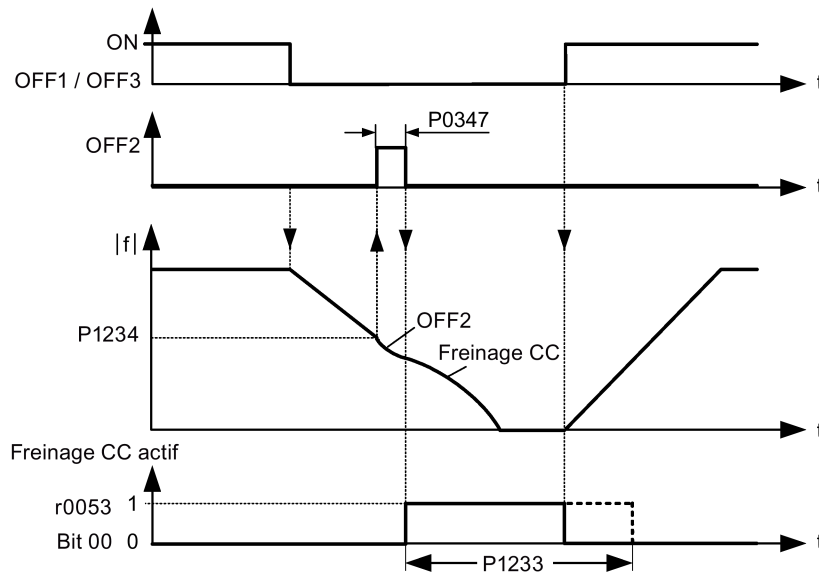 ON
OFF1 / OFF3
t
P0347
OFF2
t
|f|
P1234
OFF2
Freinage CC
t
Freinage CC actif
r0053 1
Bit 00 0
t
P1233